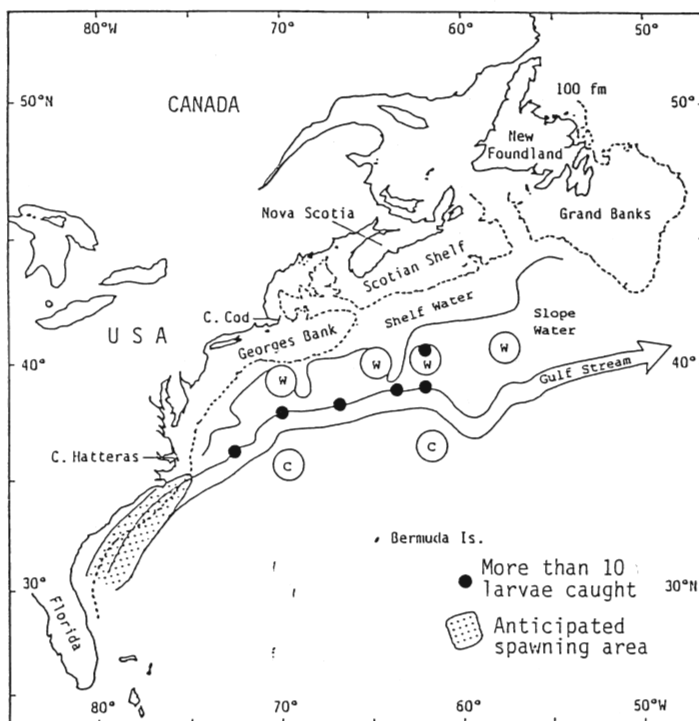 80°W
70°
60°
50°
50°N
CANADA
100 fm
50°
New
Foundland
Nova Scotia
Grand Banks
Scotian Shelf
C. Cod
Shelf Water
Slope
Water
U S A
Georges Bank
40°
W
W
W
W
40°
Gulf Stream
C. Hatteras
C
C
Bermuda Is.
More than 10
larvae caught
30°
30°N
Florida
Anticipated
spawning area
80°
70°
60°
50°W